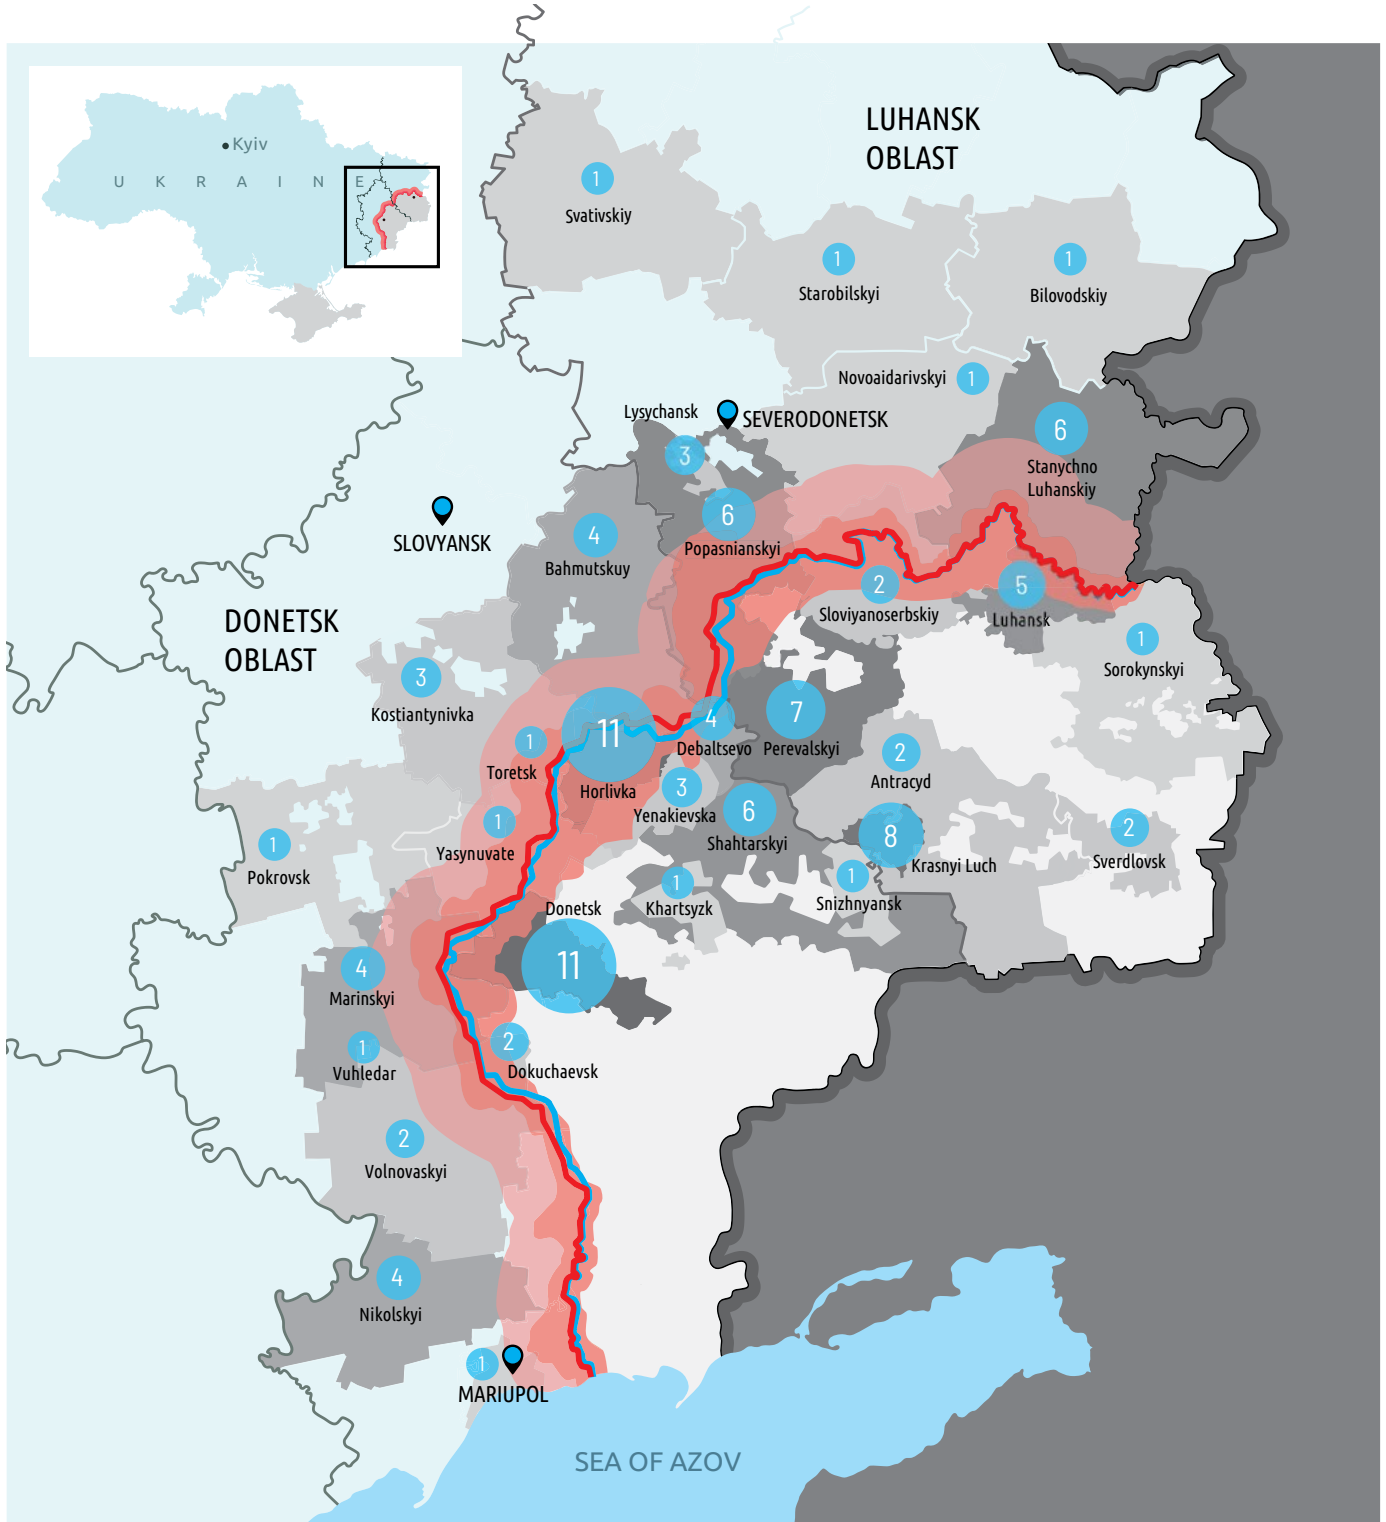 Kyiv
U K R A I N E
LUHANSK
OBLAST
1
Svativskiy
1
Starobilskyi
1
Bilovodskiy
Novoaidarivskyi
1
Lysychansk
3
SEVERODONETSK
6
Stanychno
Luhanskiy
SLOVYANSK
4
Bahmutskuy
6
Popasnianskyi
2
Sloviyanoserbskiy
5
Luhansk
1
Sorokynskyi
DONETSK
OBLAST
3
Kostiantynivka
1
Toretsk
11
Horlivka
4
Debaltsevo
7
Perevalskyi
2
Antracyd
3
Yenakievska
6
Shahtarskyi
8
Krasnyi Luch
2
Sverdlovsk
1
Yasynuvate
1
Pokrovsk
1
Khartsyzk
1
Snizhnyansk
Donetsk
11
4
Marinskyi
1
Vuhledar
2
Dokuchaevsk
2
Volnovaskyi
4
Nikolskyi
1
MARIUPOL
SEA OF AZOV